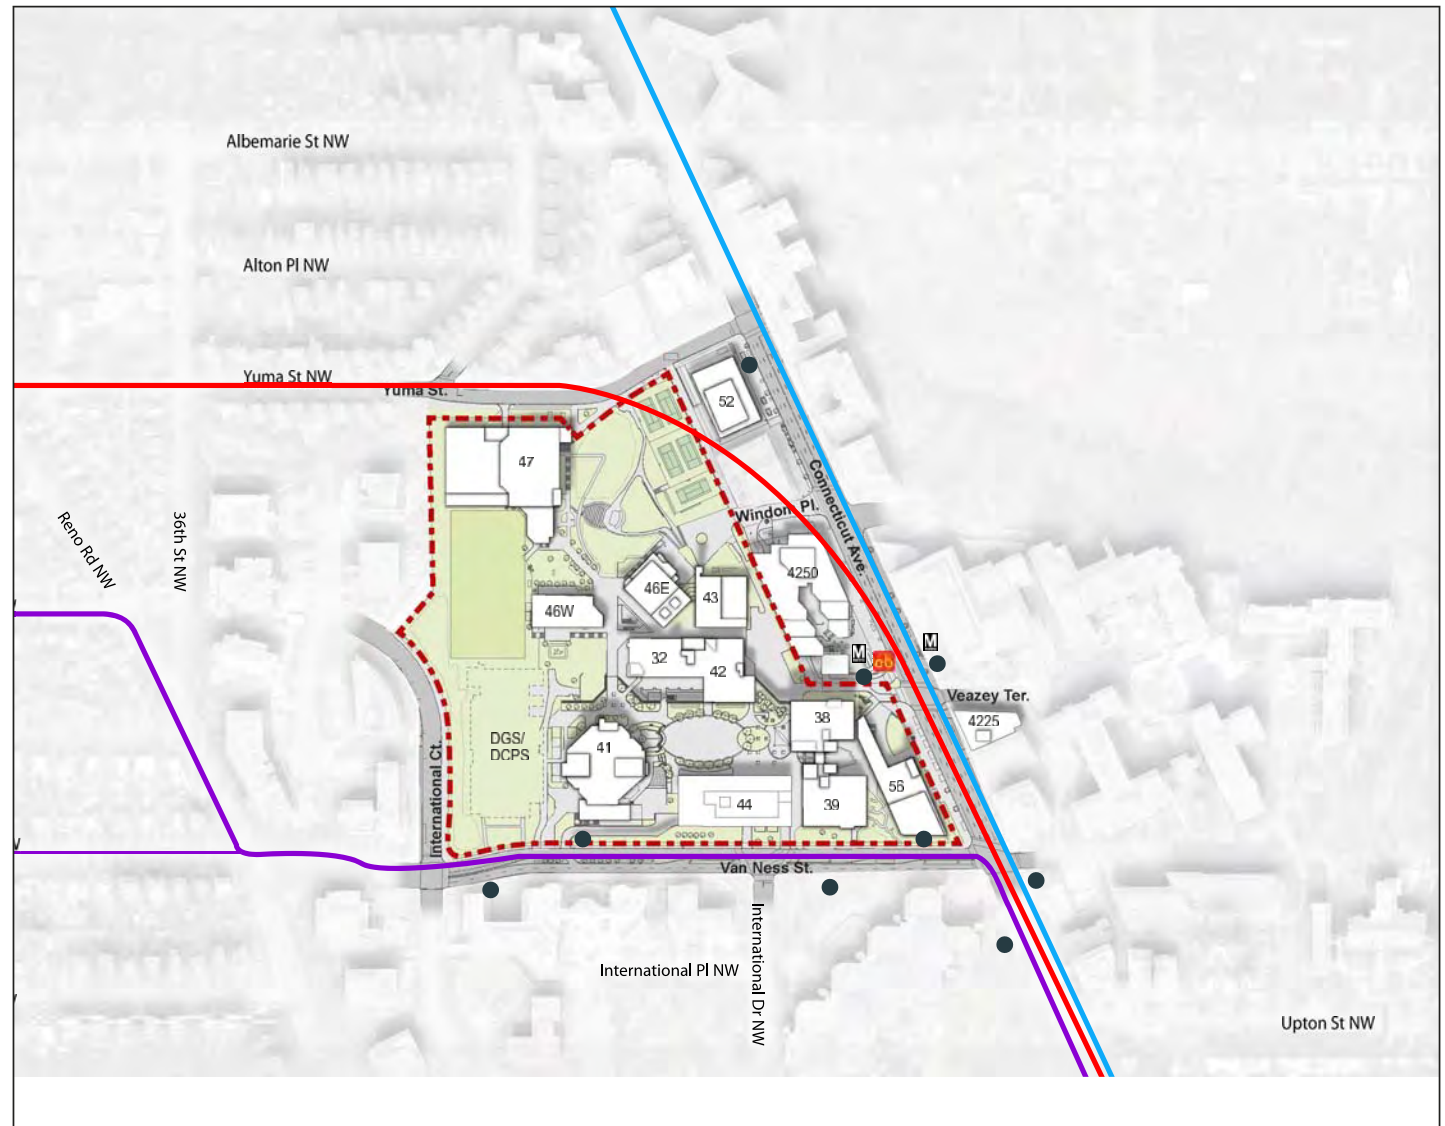 Albemarie St NW
Alton Pl NW
Yuma St NW
Yuma St.
52
47
Connecticut Ave.
Windom Pl.
Reno Rd NW
36th St NW
4250
46E
43
46W
M
M
32
42
Veazey Ter.
38
4225
DGS/
DCPS
41
56
44
39
International Ct.
Van Ness St.
International Pl NW
International Dr NW
Upton St NW